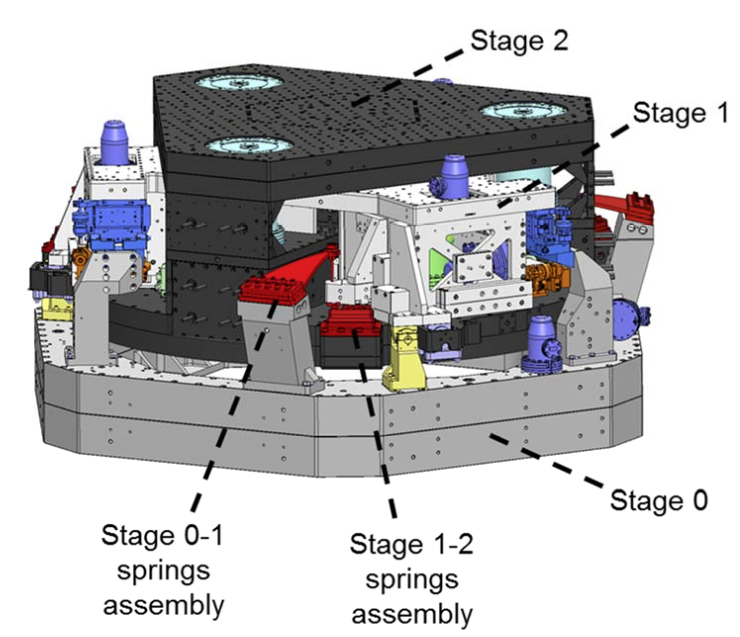 Stage 2
Stage 1
Stage 0
Stage 0-1
springs
assembly
Stage 1-2
springs
assembly